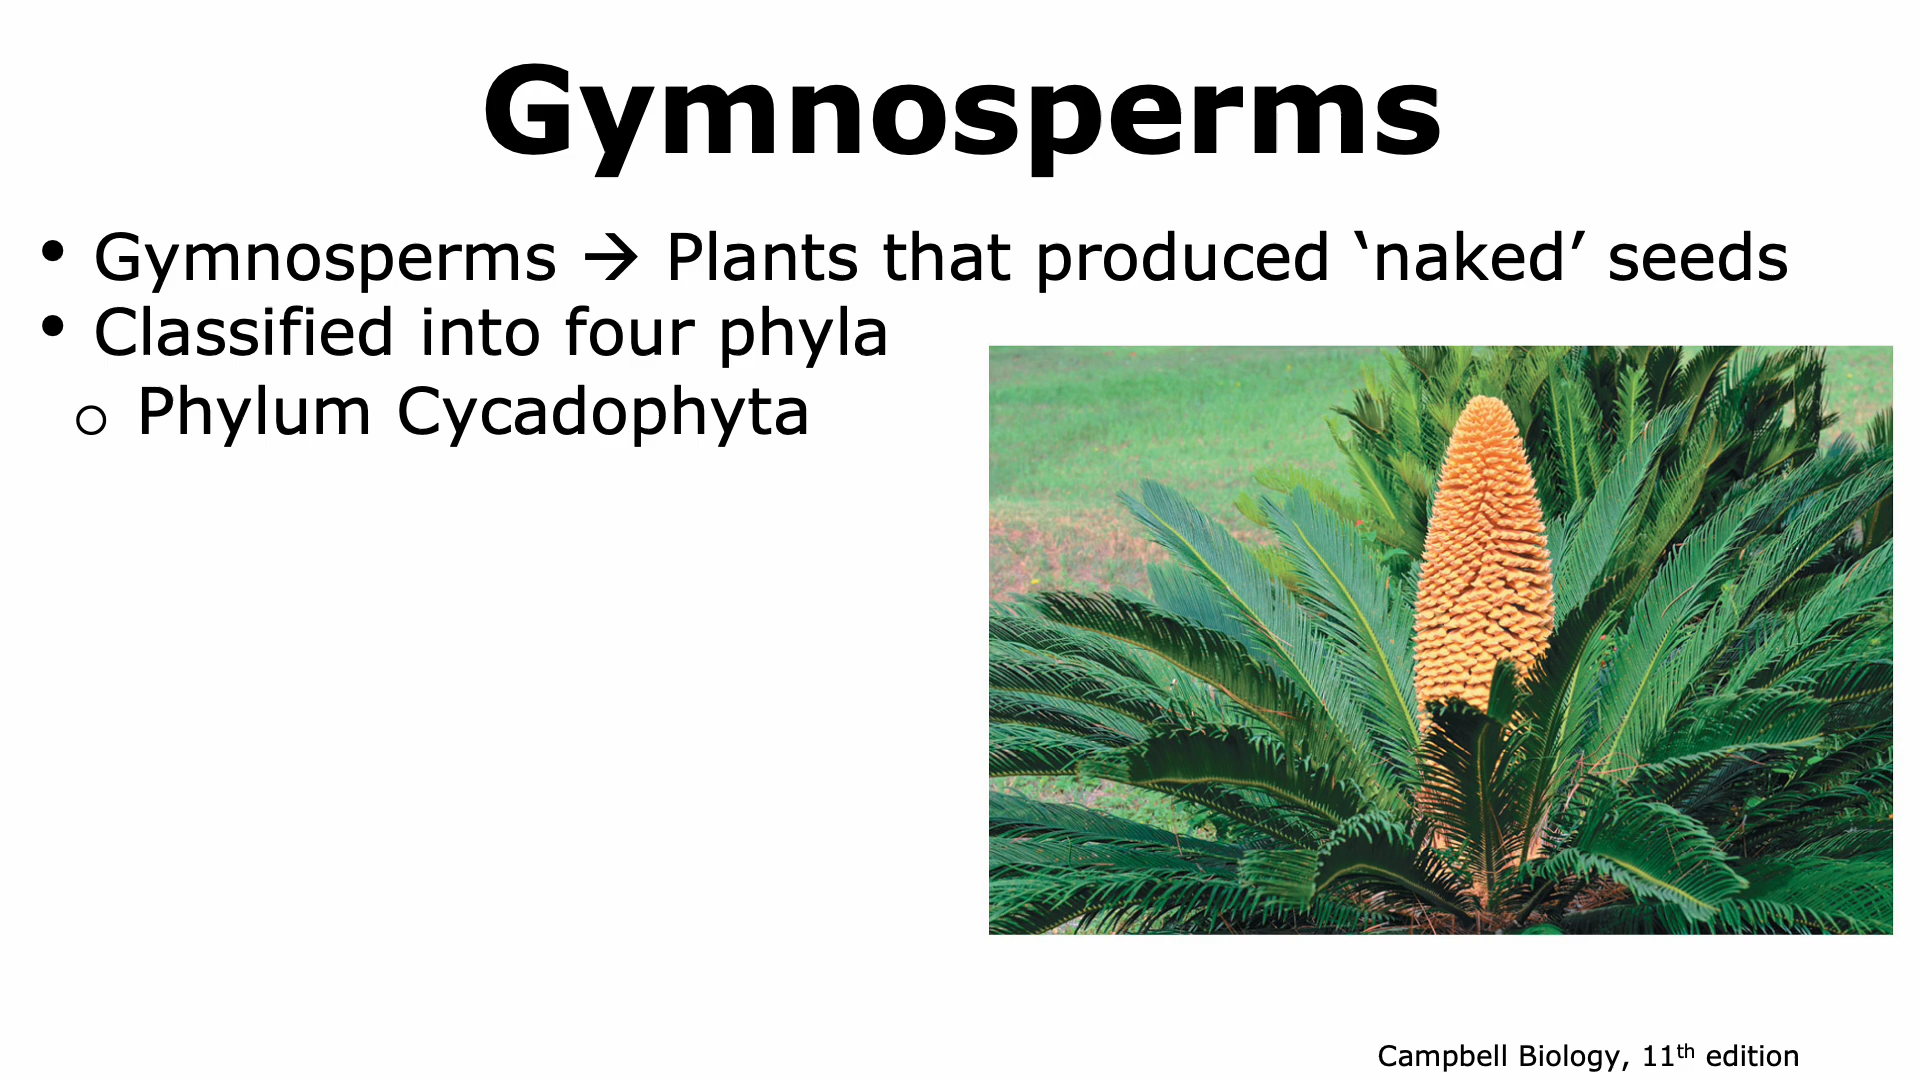 Gymnosperms
• Gymnosperms → Plants that produced ‘naked’ seeds
• Classified into four phyla
o Phylum Cycadophyta
Campbell Biology, 11th edition